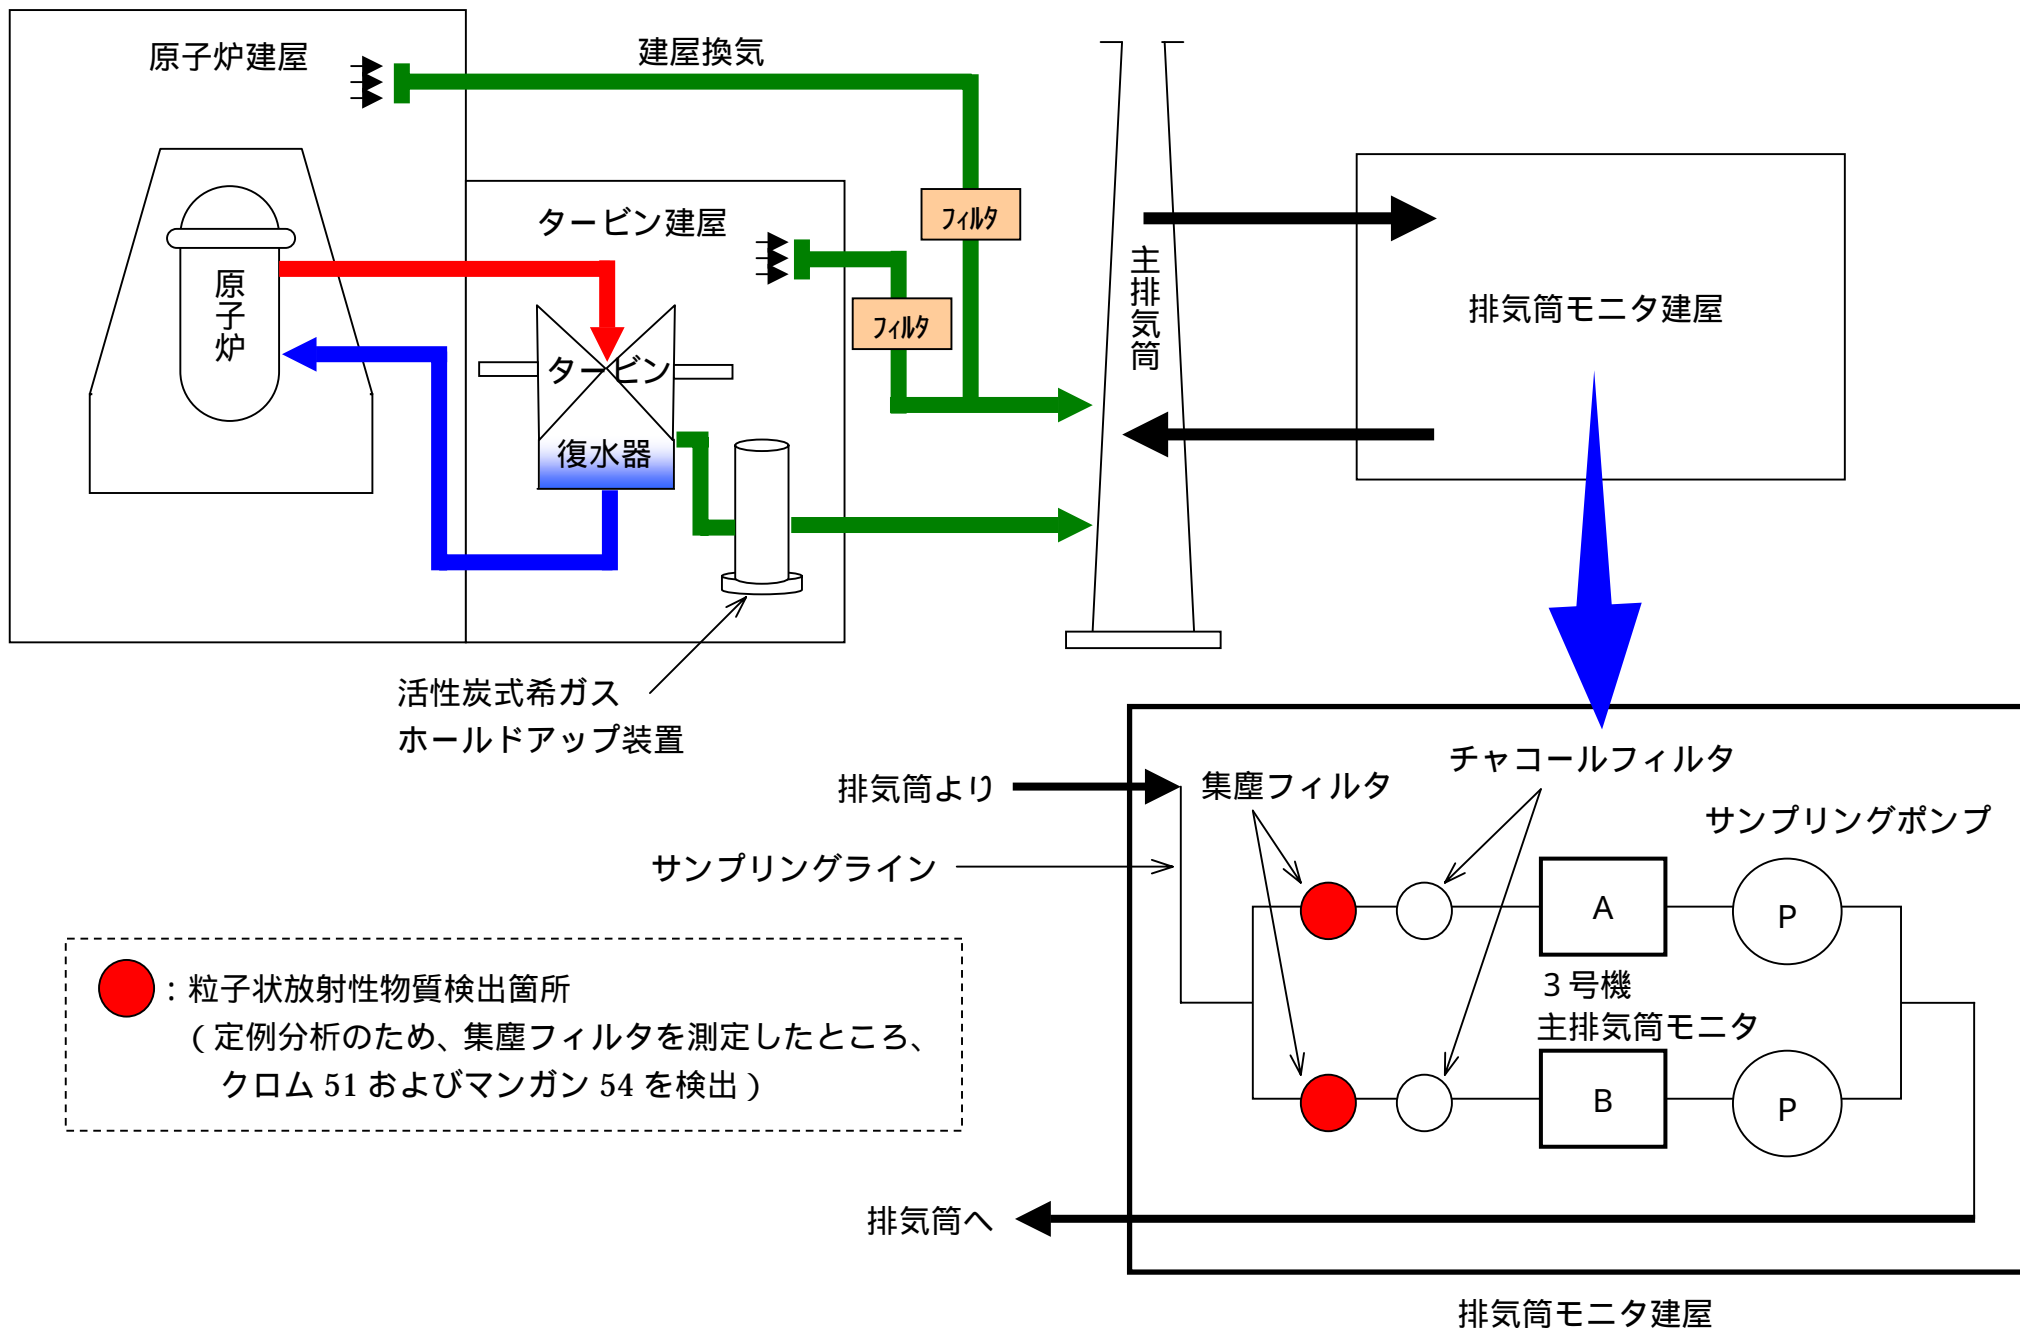 原子炉建屋
建屋換気
タービン建屋
フィルタ
フィルタ
原子炉
タービン
復水器
主排気筒
排気筒モニタ建屋
活性炭式希ガス
ホールドアップ装置
排気筒より
集塵フィルタ
チャコールフィルタ
サンプリングポンプ
サンプリングライン
A
P
3号機
主排気筒モニタ
B
P
:粒子状放射性物質検出箇所
(定例分析のため、集塵フィルタを測定したところ、
クロム 51 およびマンガン 54 を検出)
排気筒へ
排気筒モニタ建屋